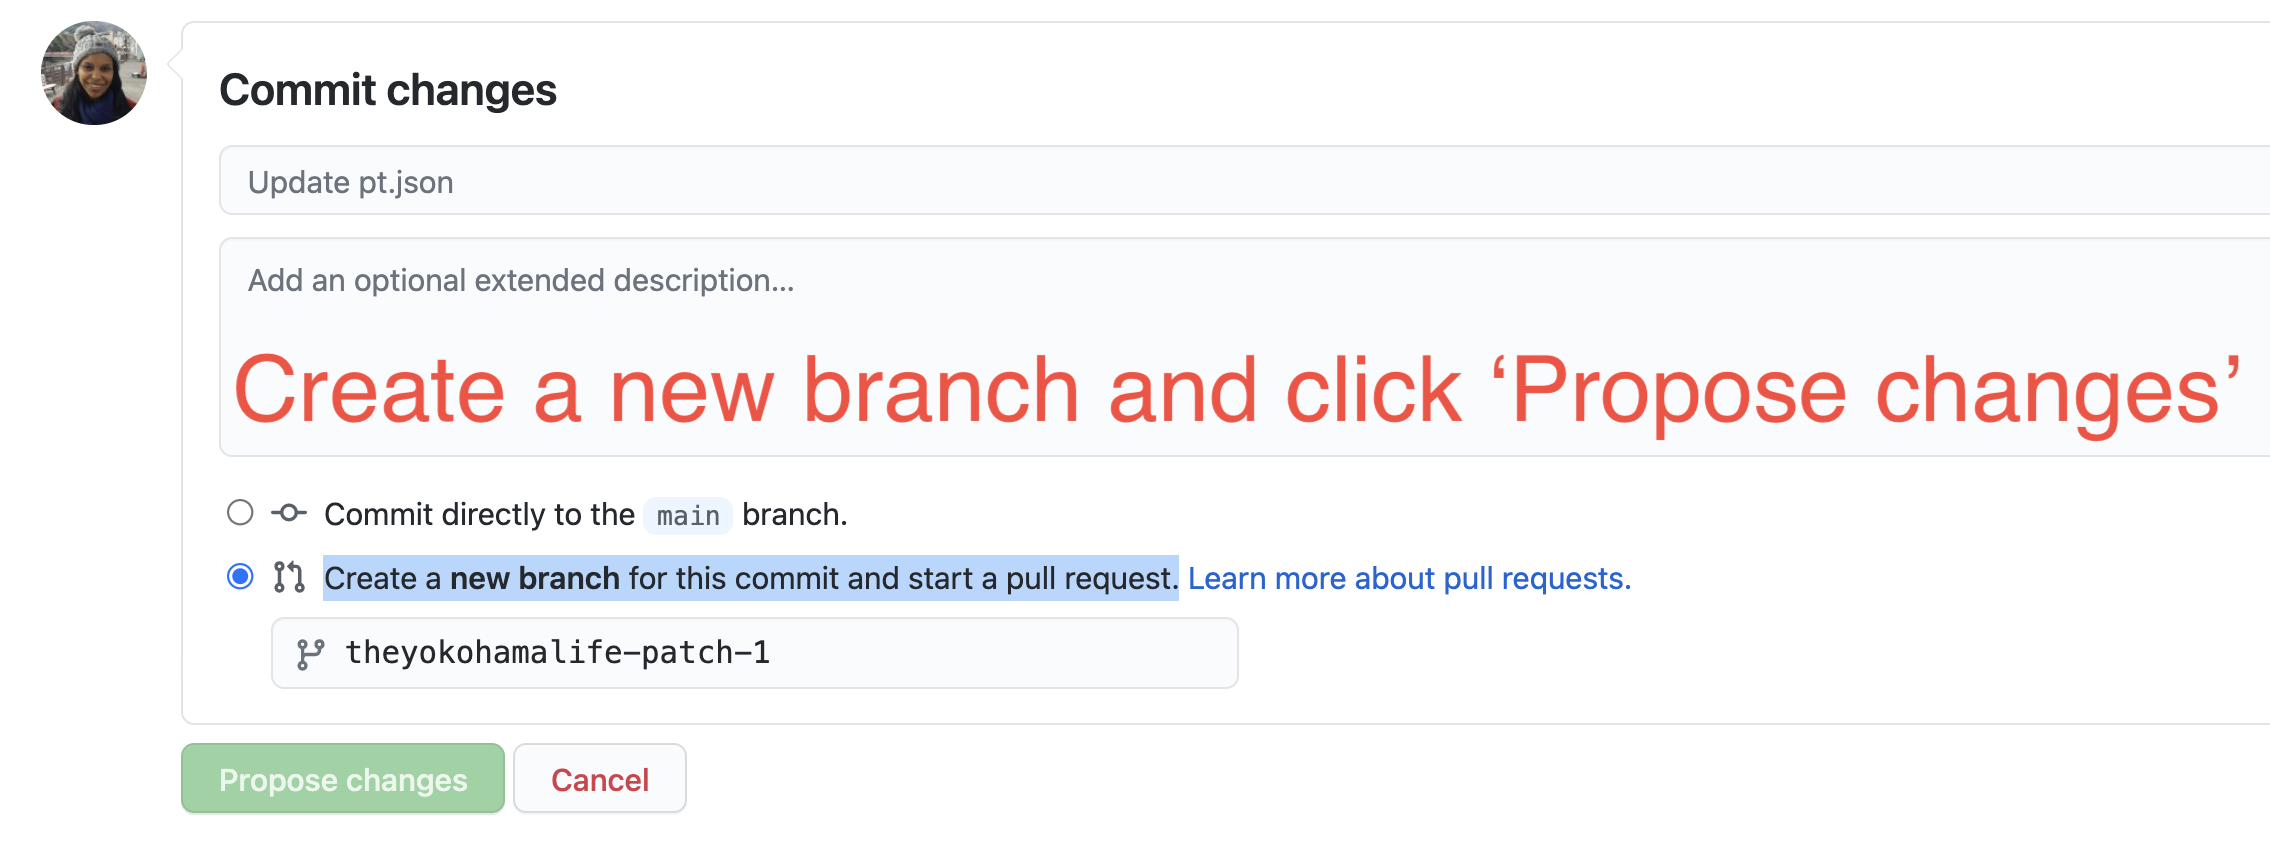 Commit changes
Update pt.json
Add an optional extended description...
Create a new branch and click ‘Propose changes’
Commit directly to the main branch.
Create a new branch for this commit and start a pull request. Learn more about pull requests.
theyokohamalife-patch-1
Propose changes Cancel